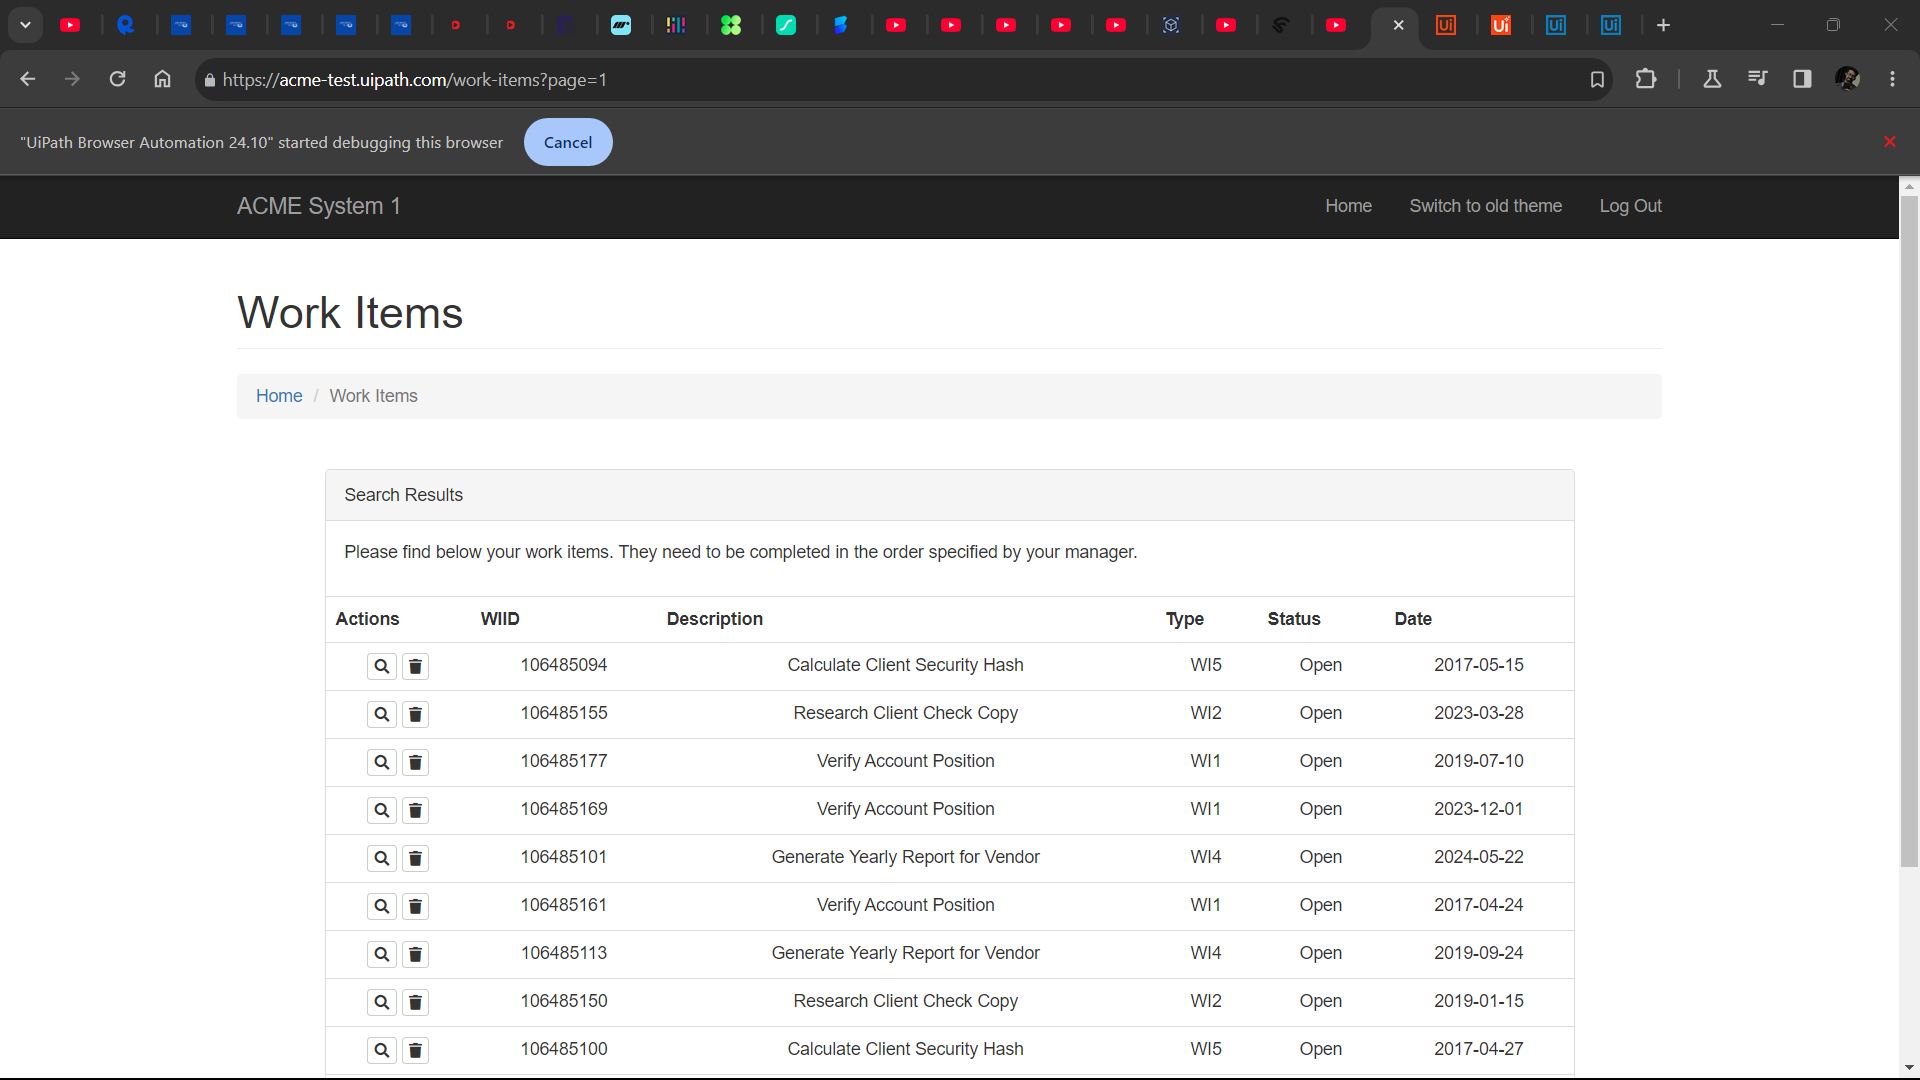 https://acme-test.uipath.com/work-items?page=1
"UiPath Browser Automation 24.10" started debugging this browser Cancel
ACME System 1 Home Switch to old theme Log Out
Work Items
Home / Work Items
Search Results
Please find below your work items. They need to be completed in the order specified by your manager.
Actions WIID Description Type Status Date
106485094 Calculate Client Security Hash WI5 Open 2017-05-15
106485155 Research Client Check Copy WI2 Open 2023-03-28
106485177 Verify Account Position WI1 Open 2019-07-10
106485169 Verify Account Position WI1 Open 2023-12-01
106485101 Generate Yearly Report for Vendor WI4 Open 2024-05-22
106485161 Verify Account Position WI1 Open 2017-04-24
106485113 Generate Yearly Report for Vendor WI4 Open 2019-09-24
106485150 Research Client Check Copy WI2 Open 2019-01-15
106485100 Calculate Client Security Hash WI5 Open 2017-04-27